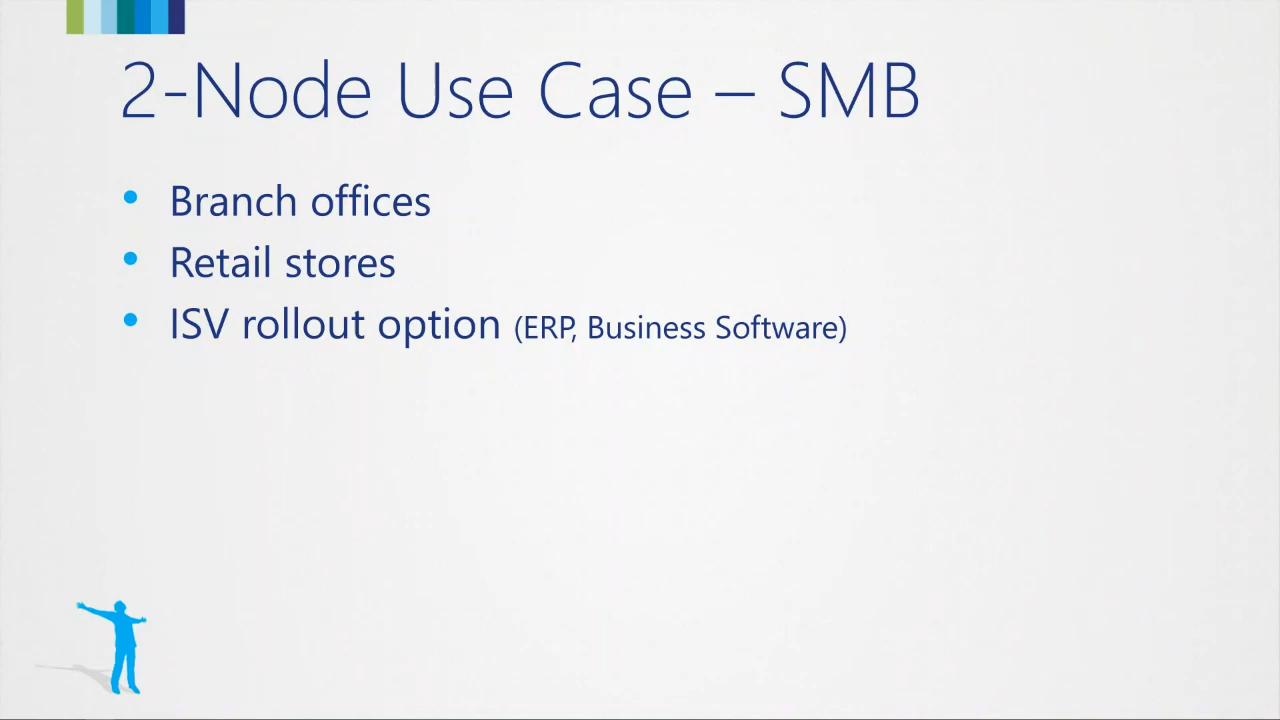 2-Node Use Case – SMB
• Branch offices
• Retail stores
• ISV rollout option (ERP, Business Software)